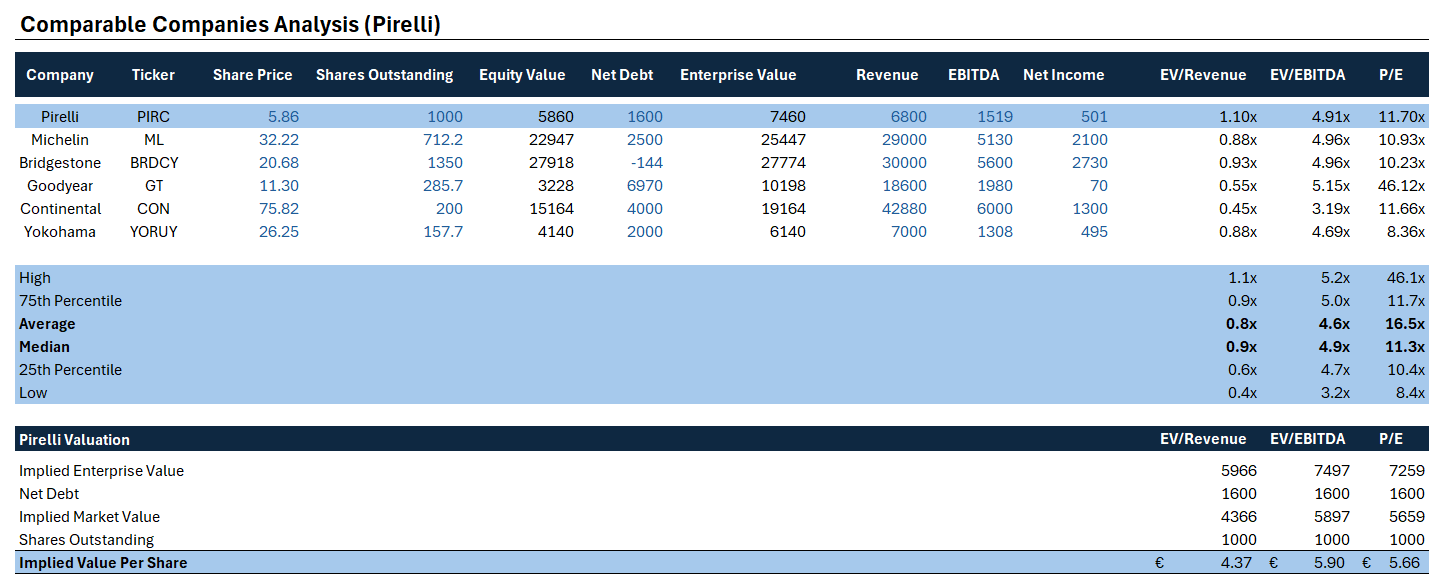 Comparable Companies Analysis (Pirelli)
Company Ticker Share Price Shares Outstanding Equity Value Net Debt Enterprise Value Revenue EBITDA Net Income EV/Revenue EV/EBITDA P/E
Pirelli PIRC 5.86 1000 5860 1600 7460 6800 1519 501 1.10x 4.91x 11.70x
Michelin ML 32.22 712.2 22947 2500 25447 29000 5130 2100 0.88x 4.96x 10.93x
Bridgestone BRDCY 20.68 1350 27918 -144 27774 30000 5600 2730 0.93x 4.96x 10.23x
Goodyear GT 11.30 285.7 3228 6970 10198 18600 1980 70 0.55x 5.15x 46.12x
Continental CON 75.82 200 15164 4000 19164 42880 6000 1300 0.45x 3.19x 11.66x
Yokohama YORUY 26.25 157.7 4140 2000 6140 7000 1308 495 0.88x 4.69x 8.36x
High 1.1x 5.2x 46.1x
75th Percentile 0.9x 5.0x 11.7x
Average 0.8x 4.6x 16.5x
Median 0.9x 4.9x 11.3x
25th Percentile 0.6x 4.7x 10.4x
Low 0.4x 3.2x 8.4x
Pirelli Valuation EV/Revenue EV/EBITDA P/E
Implied Enterprise Value 5966 7497 7259
Net Debt 1600 1600 1600
Implied Market Value 4366 5897 5659
Shares Outstanding 1000 1000 1000
Implied Value Per Share € 4.37 € 5.90 € 5.66